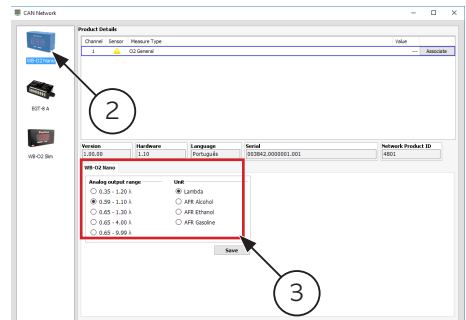 CAN Network
Product Details
Channel Sensor Measure Type Value
1 O2 General --- Associate
WB-O2 Nano
EGT-8 A
WB-O2 Slim
2
Version Hardware Language Serial Network Product ID
1.00.00 1.10 Português 003842.0000001.001 4801
WB-O2 Nano
Analog output range Unit
0.35 - 1.20 λ Lambda
0.59 - 1.10 λ AFR Alcohol
0.65 - 1.30 λ AFR Ethanol
0.65 - 4.00 λ AFR Gasoline
0.65 - 9.99 λ
Save
3